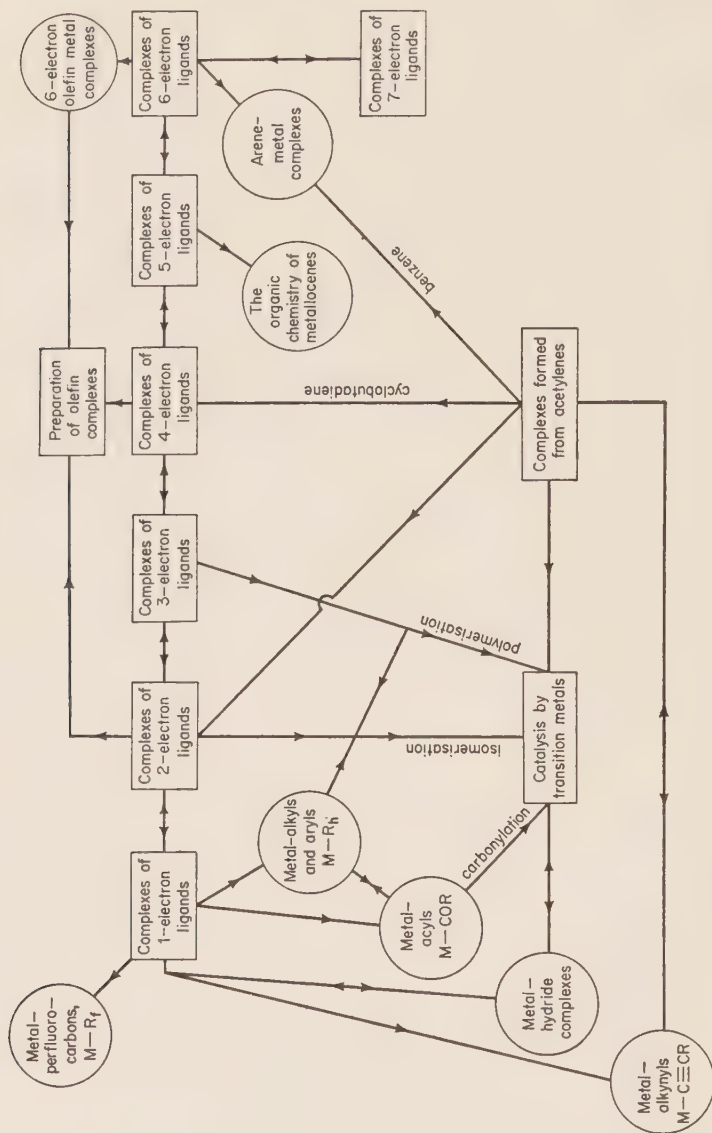 Metal-
perfluoro-
carbons,
M—Rf
Complexes of
1-electron
ligands
Complexes of
2-electron
ligands
Complexes of
3-electron
ligands
Complexes of
4-electron
ligands
Complexes of
5-electron
ligands
Complexes of
6-electron
ligands
6-electron
olefin metal
complexes
Preparation
of olefin
complexes
Metal-alkyls
and aryls
M—Rh
Metal-
acyls
M—COR
Metal-
hydride
complexes
Metal-
alkynyls
M—C≡CR
The
organic
chemistry of
metallocenes
Arene-
metal
complexes
Complexes of
7-electron
ligands
Catalysis by
transition metals
Complexes formed
from acetylenes
carbonylation
isomerisation
polymerisation
cyclobutadiene
benzene